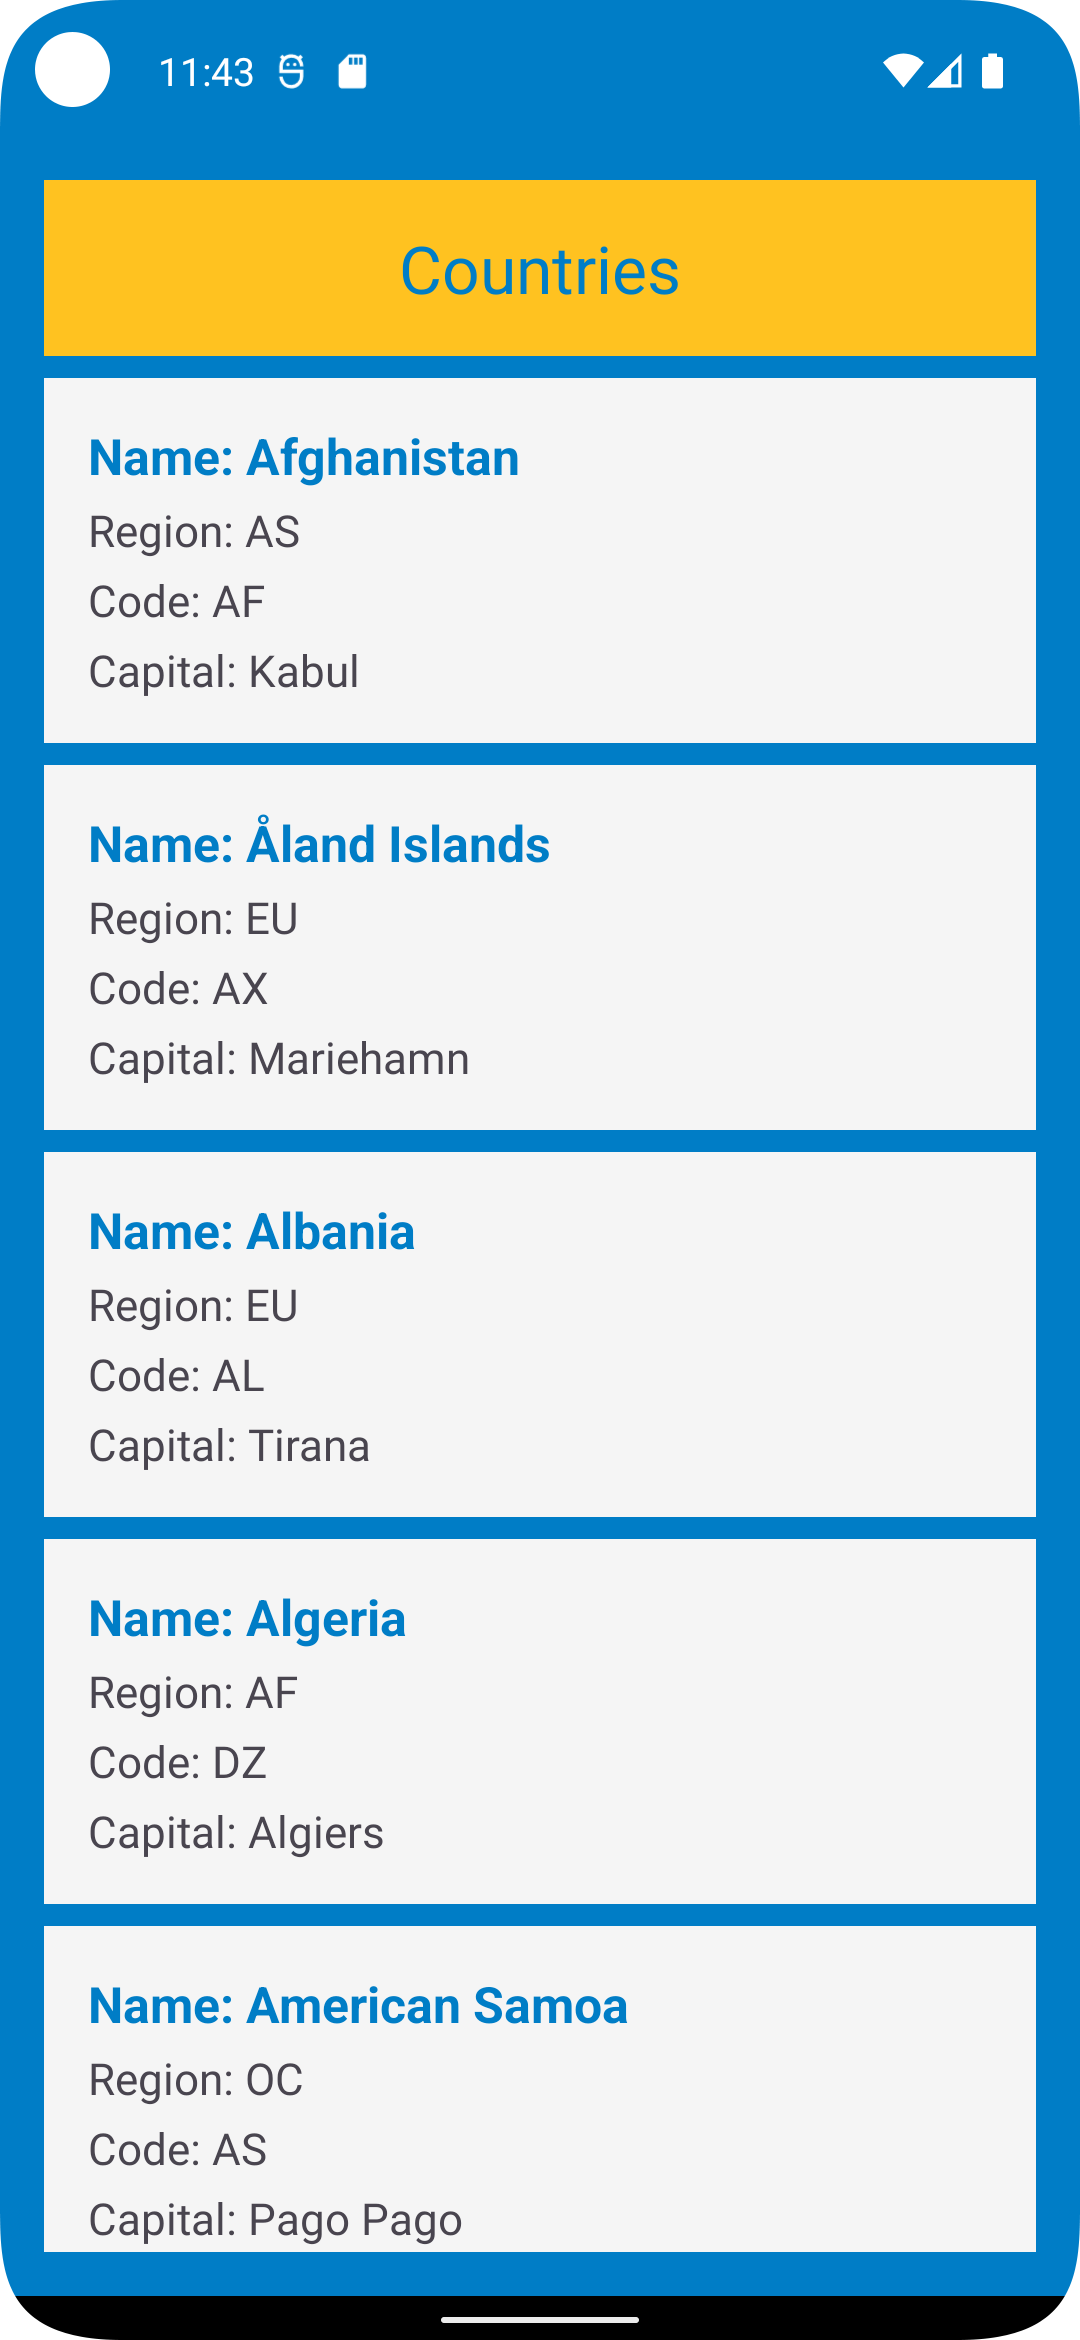 11:43
Countries
Name: Afghanistan
Region: AS
Code: AF
Capital: Kabul
Name: Åland Islands
Region: EU
Code: AX
Capital: Mariehamn
Name: Albania
Region: EU
Code: AL
Capital: Tirana
Name: Algeria
Region: AF
Code: DZ
Capital: Algiers
Name: American Samoa
Region: OC
Code: AS
Capital: Pago Pago